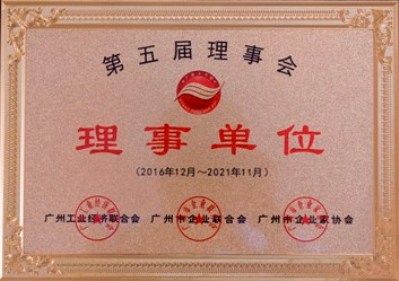 第五届理事会
理事单位
（2016年12月～2021年11月）
广州工业经济联合会 广州市企业联合会 广州市企业家协会